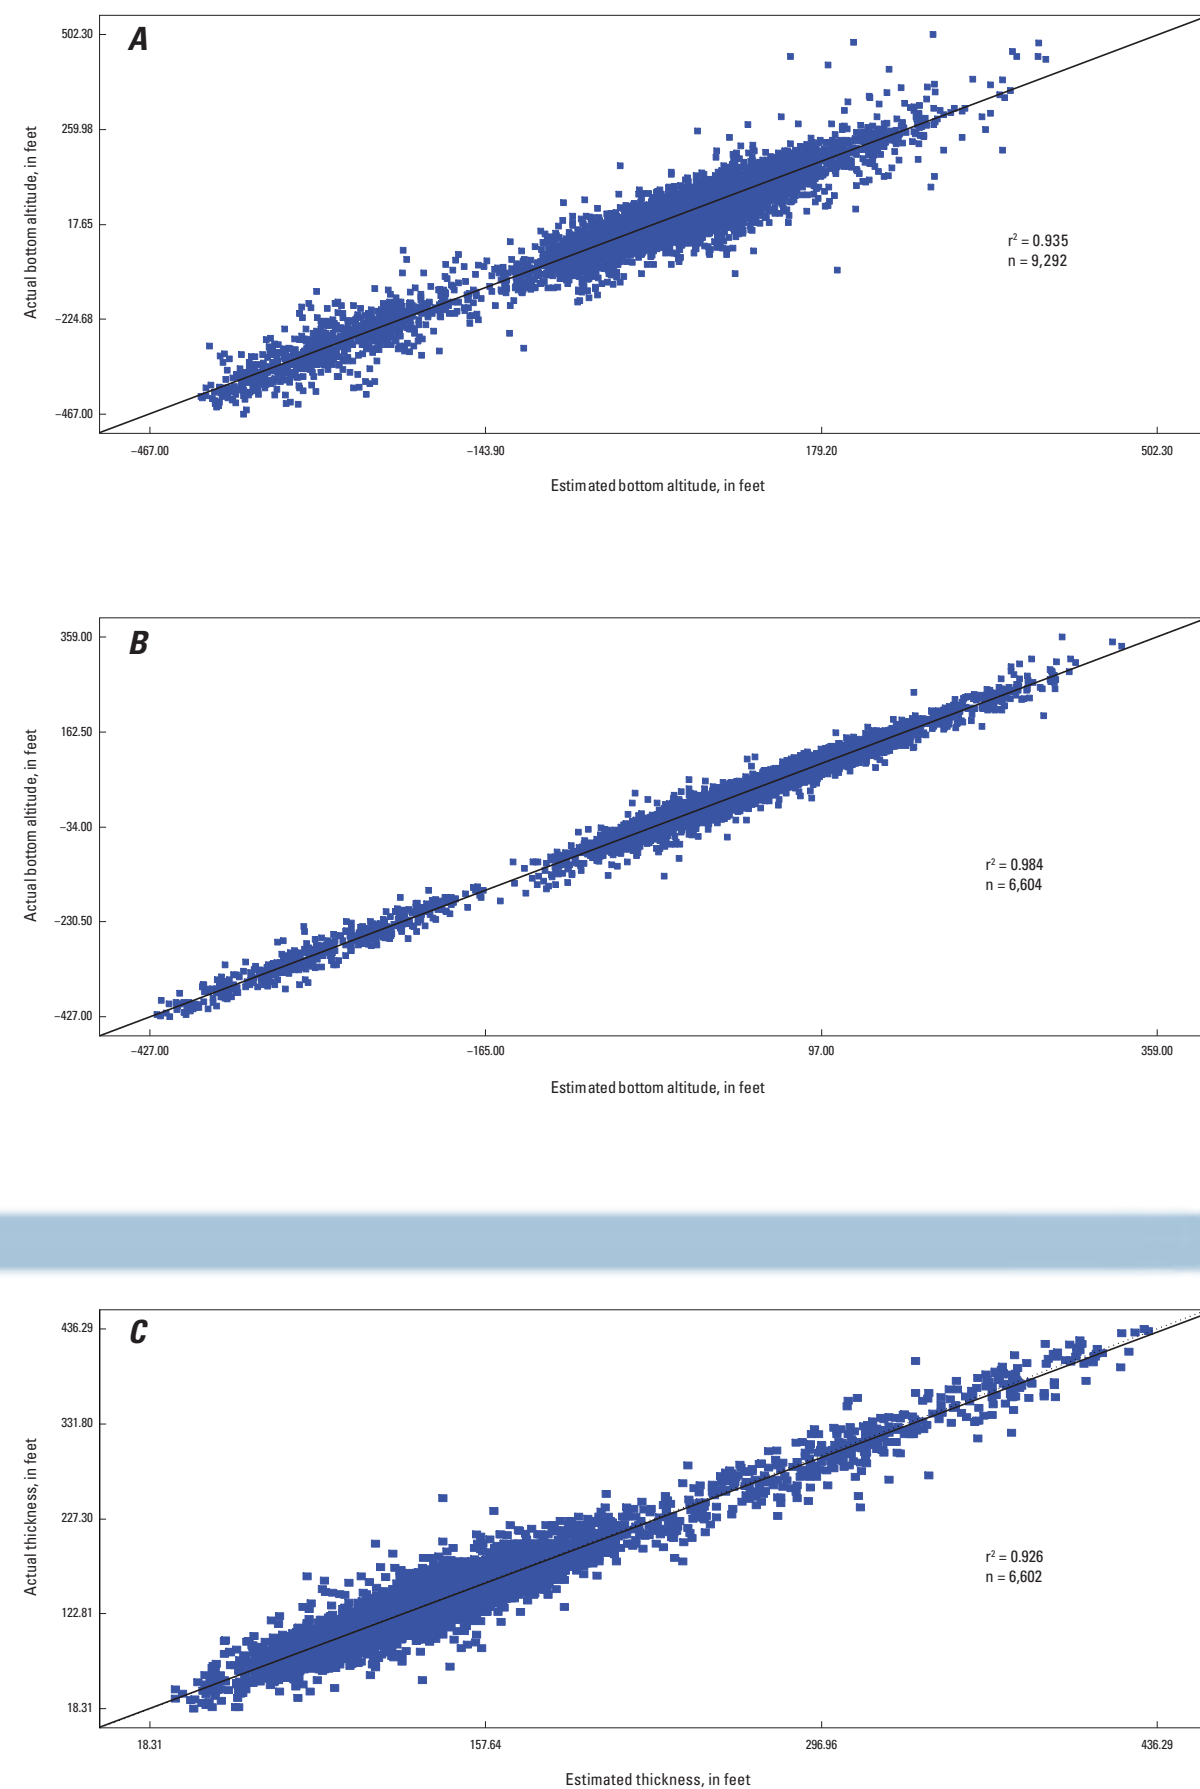 A
502.30
259.98
17.65
−224.68
−467.00
Actual bottom altitude, in feet
r² = 0.935
n = 9,292
−467.00
−143.90
179.20
502.30
Estimated bottom altitude, in feet
B
359.00
162.50
−34.00
−230.50
−427.00
Actual bottom altitude, in feet
r² = 0.984
n = 6,604
−427.00
−165.00
97.00
359.00
Estimated bottom altitude, in feet
C
436.29
331.80
227.30
122.81
18.31
Actual thickness, in feet
r² = 0.926
n = 6,602
18.31
157.64
296.96
436.29
Estimated thickness, in feet